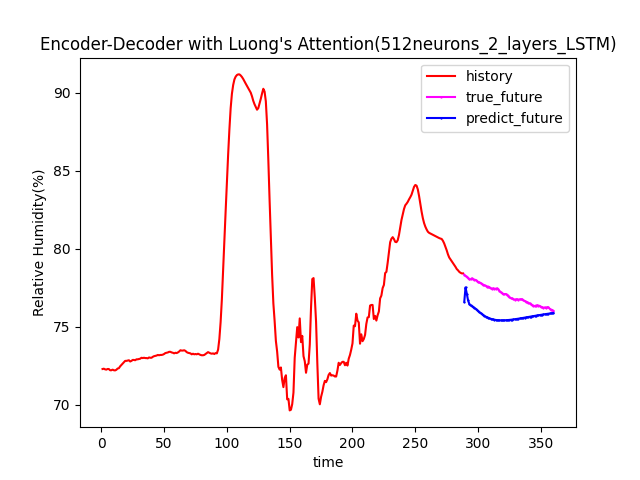 Encoder-Decoder with Luong's Attention(512neurons_2_layers_LSTM)
history
true_future
predict_future
Relative Humidity(%)
90
85
80
75
70
0
50
100
150
200
250
300
350
time